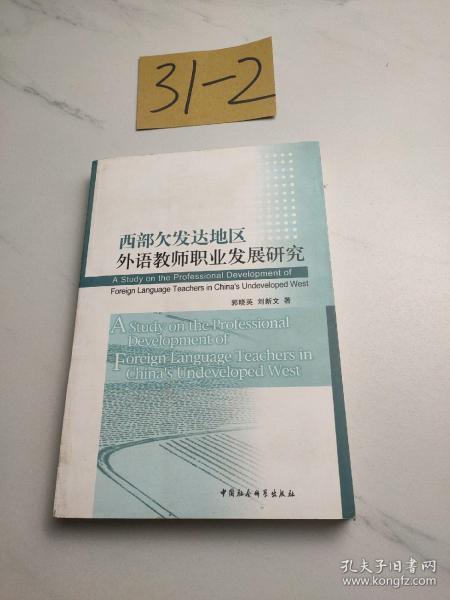 31-2
西部欠发达地区
外语教师职业发展研究
A Study on the Professional Development of
Foreign Language Teachers in China's Undeveloped West
郭晓英 刘新文 著
A Study on the Professional
Development of
Foreign Language Teachers in
China's Undeveloped West
中国社会科学出版社
孔夫子旧书网
www.kongfz.com